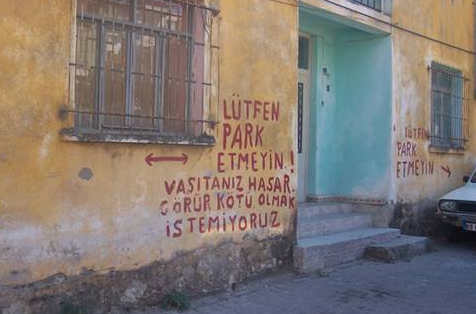 LÜTFEN
PARK
ETMEYİN.!
VASITANIZ HASAR.
GÖRÜR KÖTÜ OLMAK
İSTEMİYORUZ
LÜTFEN
PARK
ETMEYİN